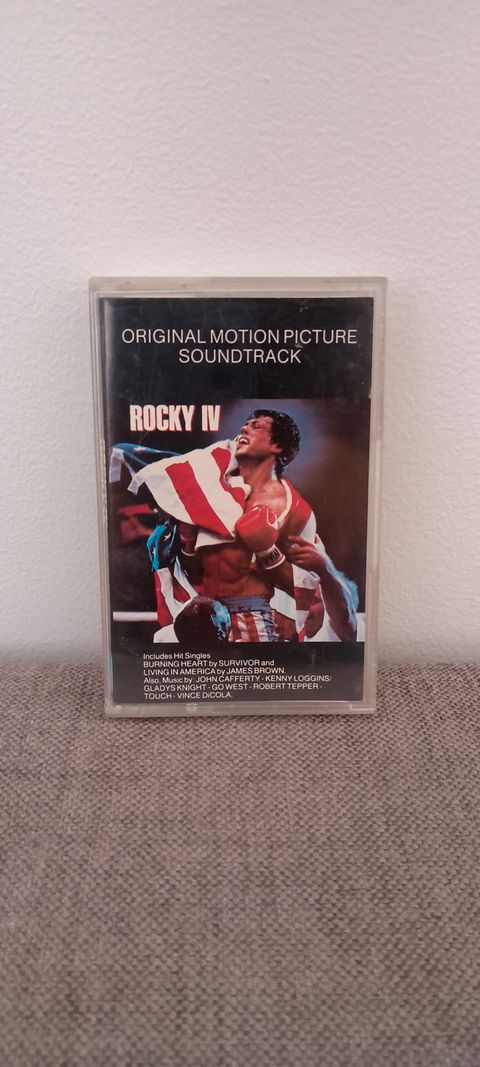 ORIGINAL MOTION PICTURE
SOUNDTRACK
ROCKY IV
Includes Hit Singles
BURNING HEART by SURVIVOR and
LIVING IN AMERICA by JAMES BROWN.
Also, Music by: JOHN CAFFERTY - KENNY LOGGINS/
GLADYS KNIGHT - GO WEST - ROBERT TEPPER -
TOUCH - VINCE DiCOLA.